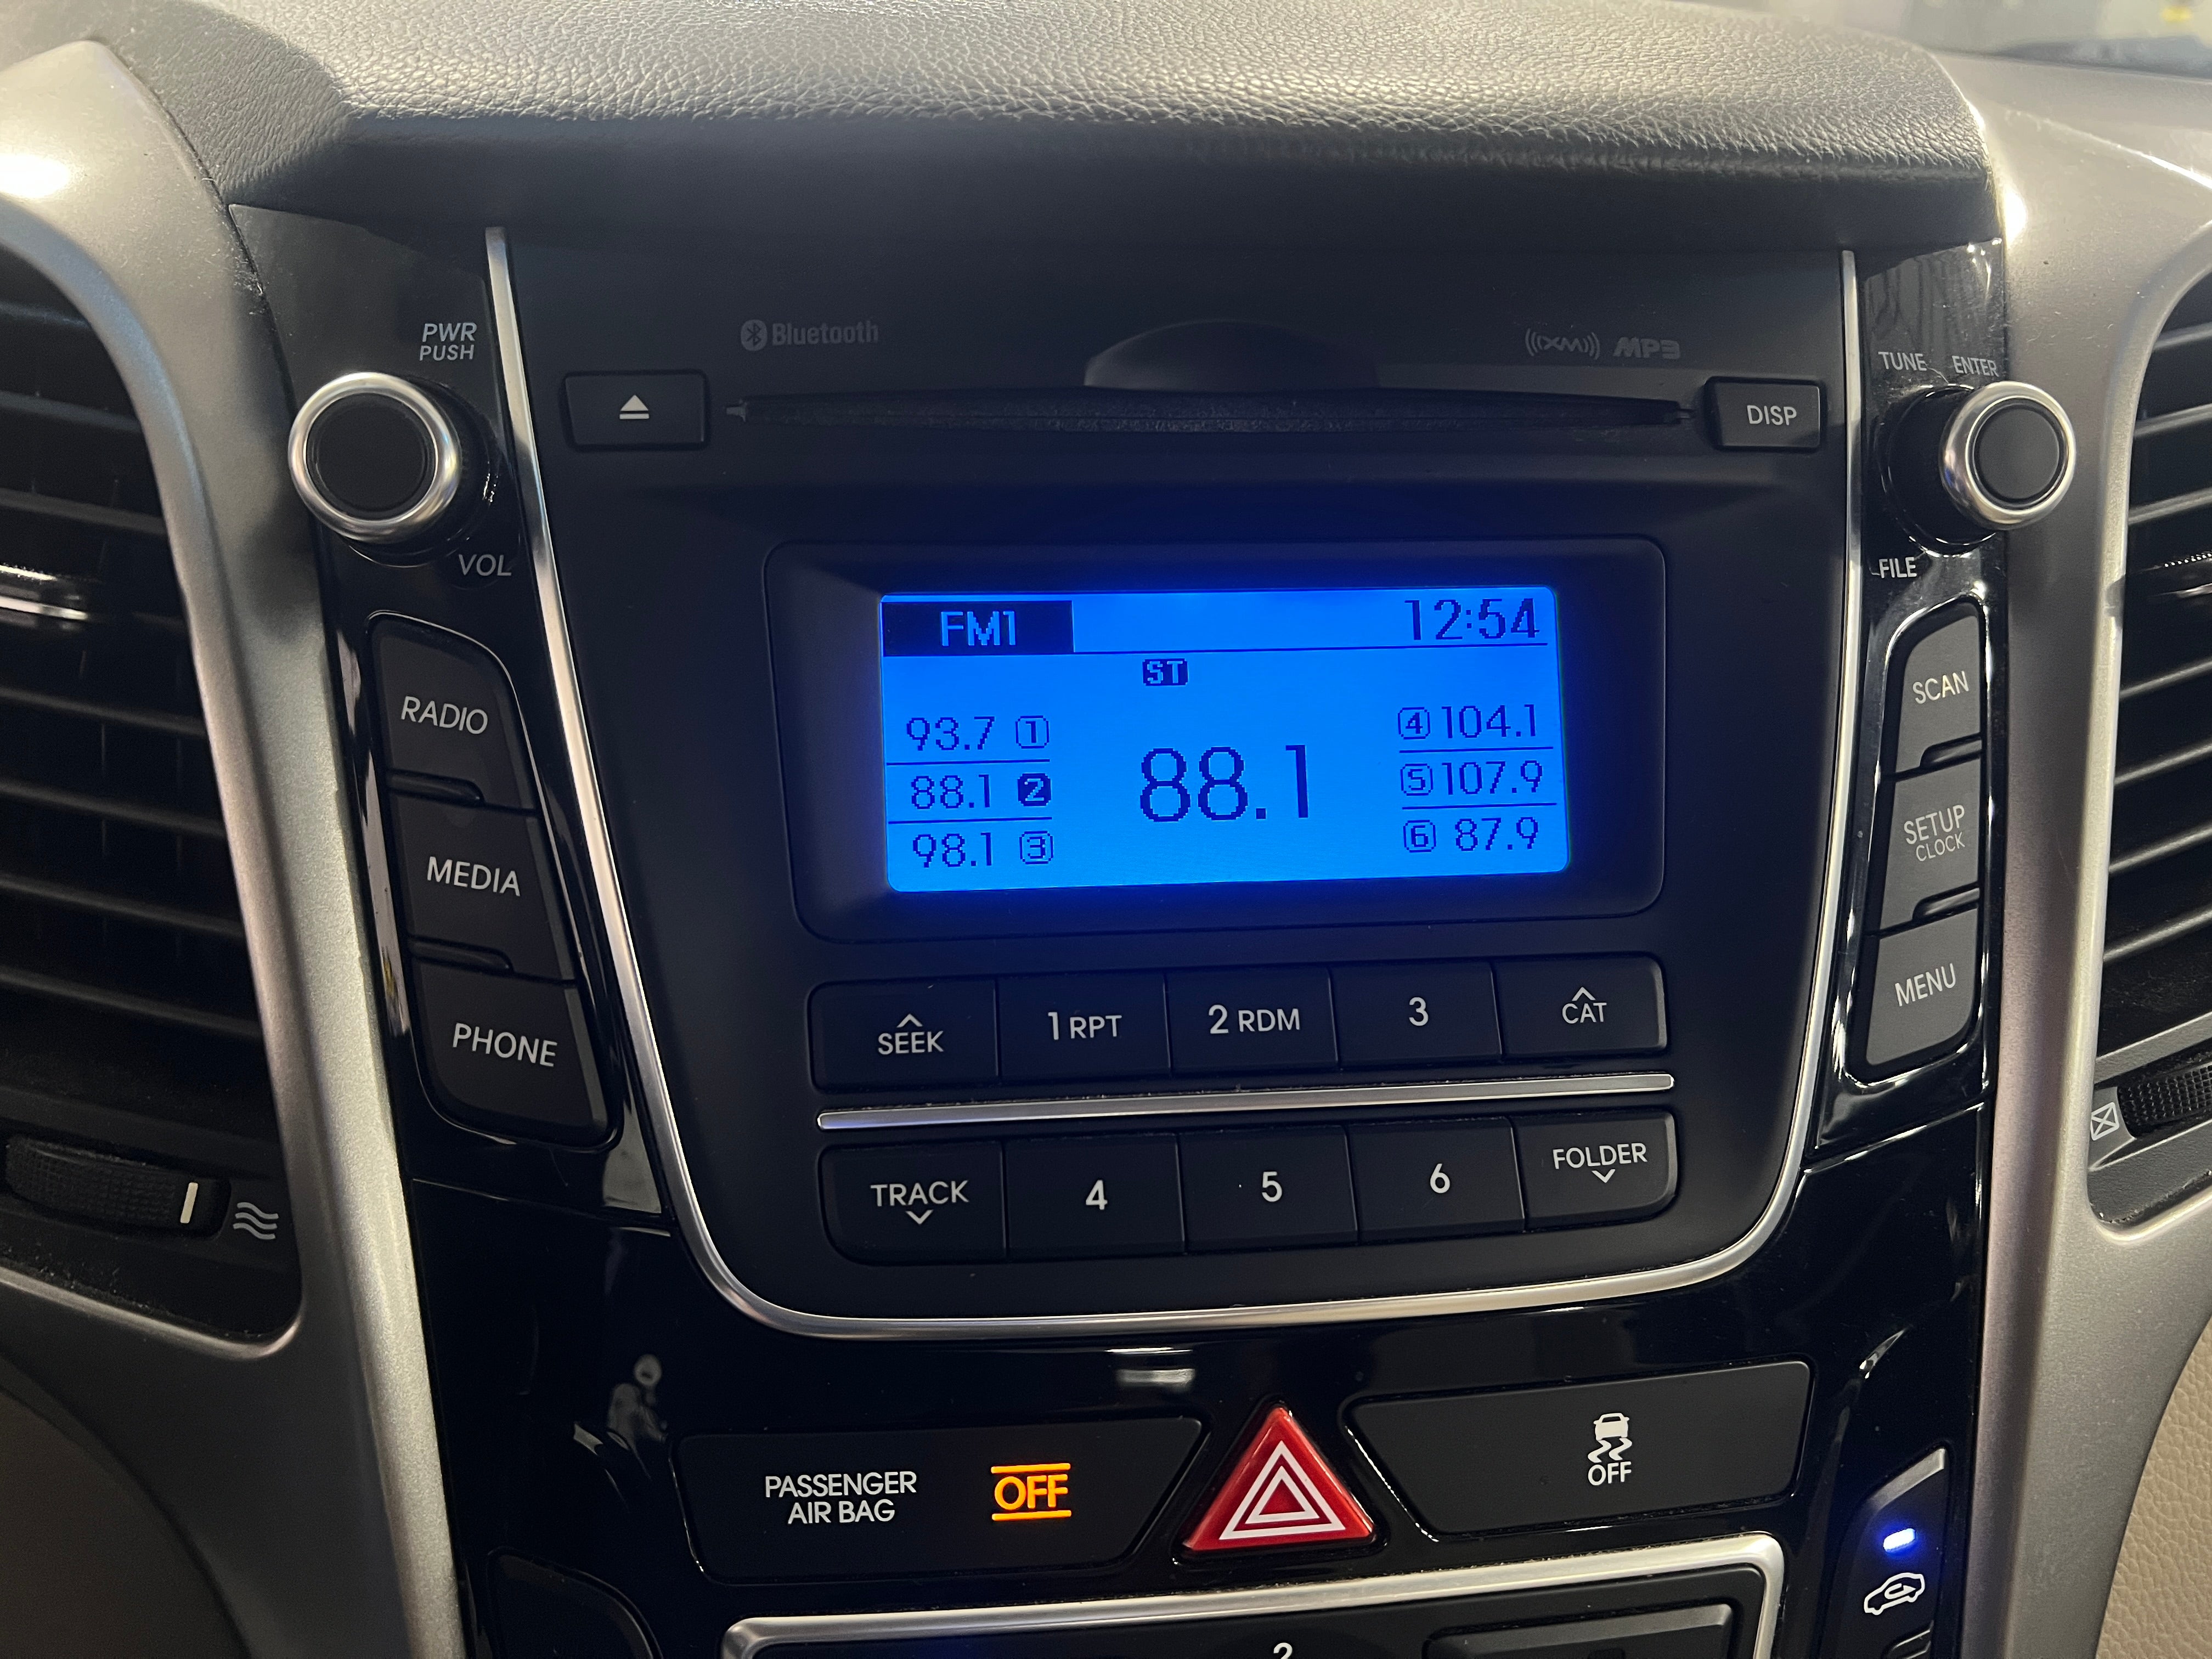 PWR
PUSH
Bluetooth
XM MP3
TUNE ENTER
DISP
VOL
FILE
FM1 12:54
ST
93.7 1
88.1 2
98.1 3
88.1
4 104.1
5 107.9
6 87.9
RADIO
MEDIA
PHONE
SCAN
SETUP
CLOCK
MENU
SEEK
1 RPT
2 RDM
3
CAT
TRACK
4
5
6
FOLDER
PASSENGER
AIR BAG
OFF
OFF
2